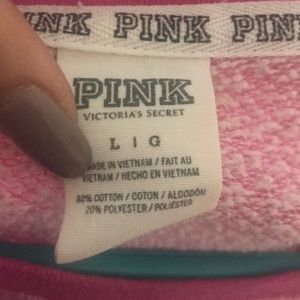 PINK PINK PINK
PINK
VICTORIA'S SECRET
L | G
MADE IN VIETNAM / FAIT AU
VIETNAM / HECHO EN VIETNAM
80% COTTON / COTON / ALGODÓN
20% POLYESTER / POLIÉSTER